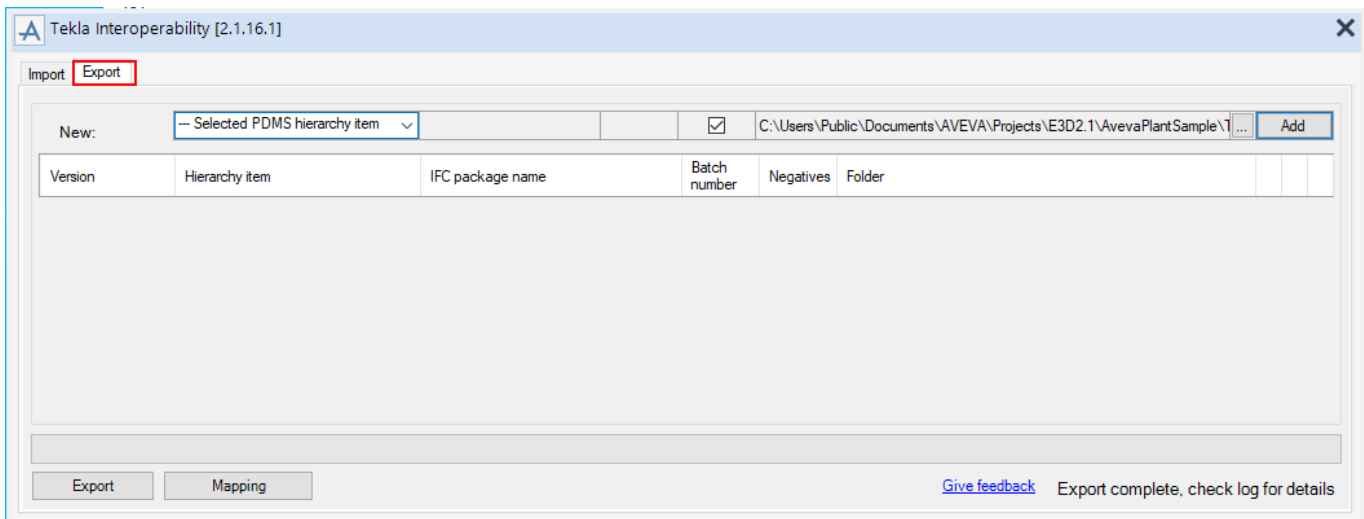 Tekla Interoperability [2.1.16.1]
Import Export
New: --- Selected PDMS hierarchy item C:\Users\Public\Documents\AVEVA\Projects\E3D2.1\AvevaPlantSample\T ... Add
Version Hierarchy item IFC package name Batch number Negatives Folder
Export Mapping Give feedback Export complete, check log for details